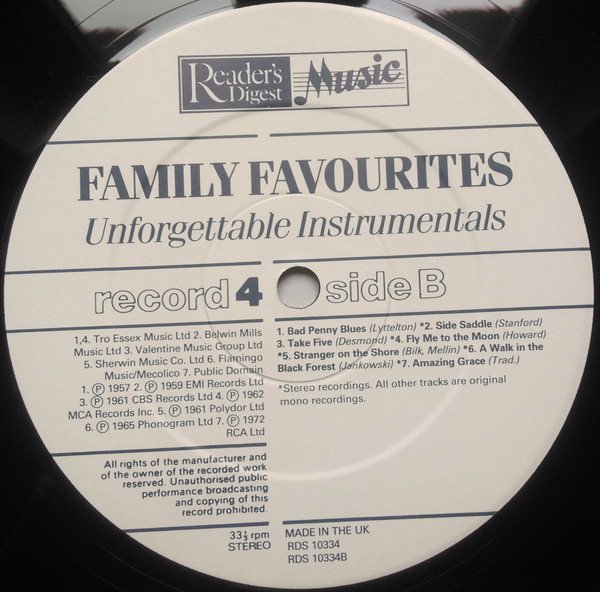 Reader's
Digest
Music
FAMILY FAVOURITES
Unforgettable Instrumentals
record 4 side B
1,4. Tro Essex Music Ltd 2. Belwin Mills
Music Ltd 3. Valentine Music Group Ltd
5. Sherwin Music Co. Ltd 6. Flamingo
Music/Mecolico 7. Public Domain
1. Ⓟ 1957 2. Ⓟ 1959 EMI Records Ltd
3. Ⓟ 1961 CBS Records Ltd 4. Ⓟ 1962
MCA Records Inc. 5. Ⓟ 1961 Polydor Ltd
6. Ⓟ 1965 Phonogram Ltd 7. Ⓟ 1972
RCA Ltd
1. Bad Penny Blues (Lyttelton) *2. Side Saddle (Stanford)
3. Take Five (Desmond) *4. Fly Me to the Moon (Howard)
*5. Stranger on the Shore (Bilk, Mellin) *6. A Walk in the
Black Forest (Jankowski) *7. Amazing Grace (Trad.)
*Stereo recordings. All other tracks are original
mono recordings.
All rights of the manufacturer and
of the owner of the recorded work
reserved. Unauthorised public
performance broadcasting
and copying of this
record prohibited.
33⅓ rpm
STEREO
MADE IN THE UK
RDS 10334
RDS 10334B